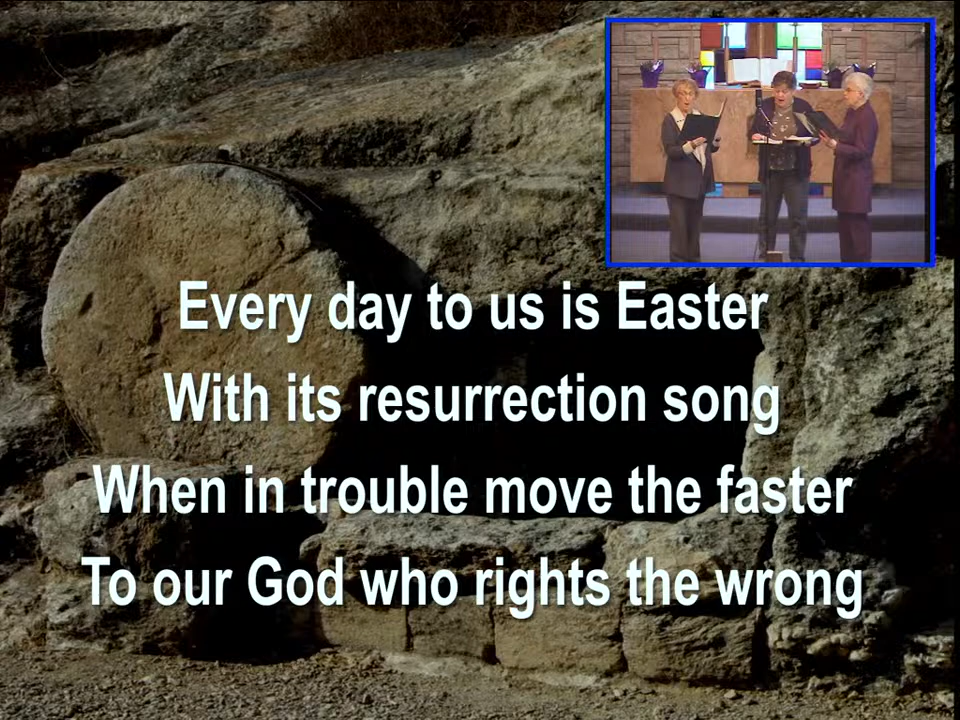 Every day to us is Easter
With its resurrection song
When in trouble move the faster
To our God who rights the wrong